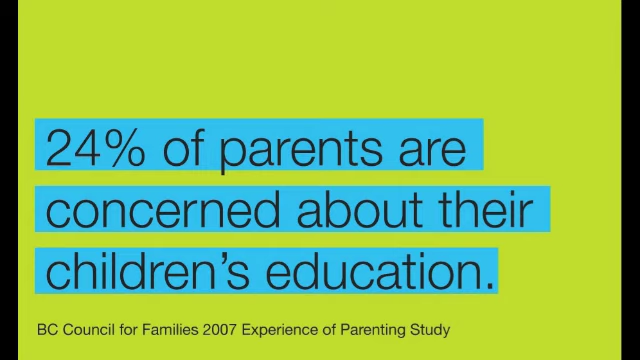 24% of parents are
concerned about their
children’s education.
BC Council for Families 2007 Experience of Parenting Study